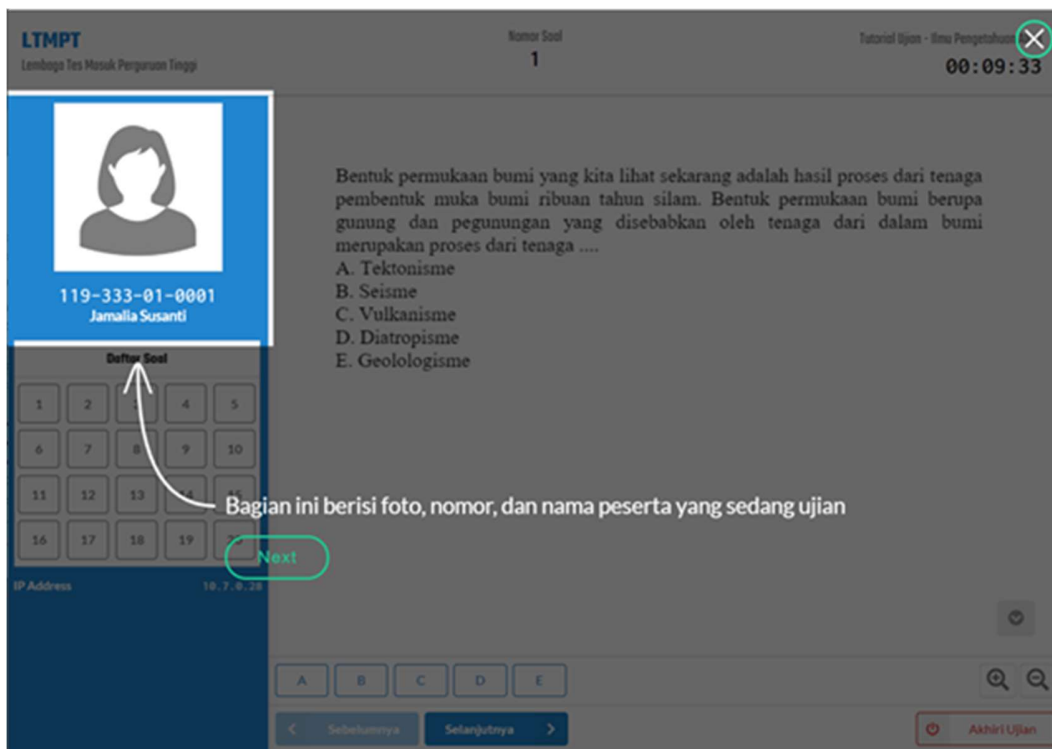 LTMPT
Lembaga Tes Masuk Perguruan Tinggi
Nomor Soal
1
Tutorial Ujian - Ilmu Pengetahuan
00:09:33
119-333-01-0001
Jamalia Susanti
Bentuk permukaan bumi yang kita lihat sekarang adalah hasil proses dari tenaga
pembentuk muka bumi ribuan tahun silam. Bentuk permukaan bumi berupa
gunung dan pegunungan yang disebabkan oleh tenaga dari dalam bumi
merupakan proses dari tenaga ....
A. Tektonisme
B. Seisme
C. Vulkanisme
D. Diatropisme
E. Geolologisme
Daftar Soal
1 2 3 4 5
6 7 8 9 10
11 12 13 14 15
16 17 18 19 20
Bagian ini berisi foto, nomor, dan nama peserta yang sedang ujian
Next
IP Address 10.7.0.28
A B C D E
Sebelumnya Selanjutnya
Akhiri Ujian